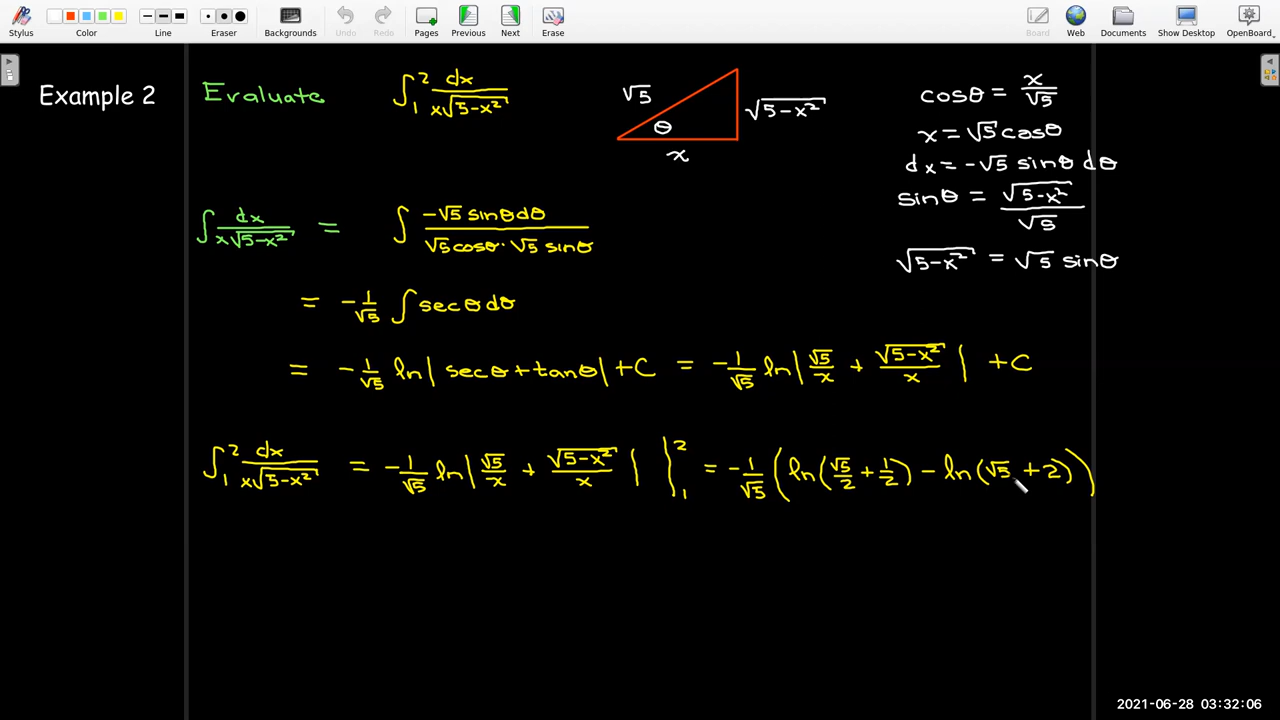 Stylus Color Line Eraser Backgrounds Undo Redo Pages Previous Next Erase Board Web Documents Show Desktop OpenBoard
Example 2 Evaluate ∫₁² dx/(x√(5-x²))
√5 θ x √(5-x²)
cosθ = x/√5
x = √5 cosθ
dx = -√5 sinθ dθ
sinθ = √(5-x²)/√5
√(5-x²) = √5 sinθ
∫ dx/(x√(5-x²)) = ∫ (-√5 sinθ dθ)/(√5 cosθ · √5 sinθ)
= -1/√5 ∫ secθ dθ
= -1/√5 ln|secθ + tanθ| + C = -1/√5 ln|√5/x + √(5-x²)/x| + C
∫₁² dx/(x√(5-x²)) = -1/√5 ln|√5/x + √(5-x²)/x| |₁² = -1/√5 (ln(√5/2 + 1/2) - ln(√5 + 2))
2021-06-28 03:32:06